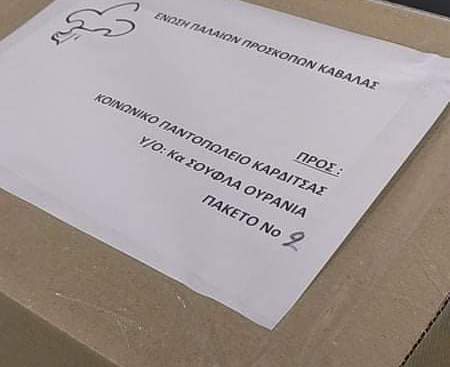 ΕΝΩΣΗ ΠΑΛΑΙΩΝ ΠΡΟΣΚΟΠΩΝ ΚΑΒΑΛΑΣ
ΠΡΟΣ :
ΚΟΙΝΩΝΙΚΟ ΠΑΝΤΟΠΩΛΕΙΟ ΚΑΡΔΙΤΣΑΣ
Υ/Ο: Κα ΣΟΥΦΛΑ ΟΥΡΑΝΙΑ
ΠΑΚΕΤΟ Νο 2